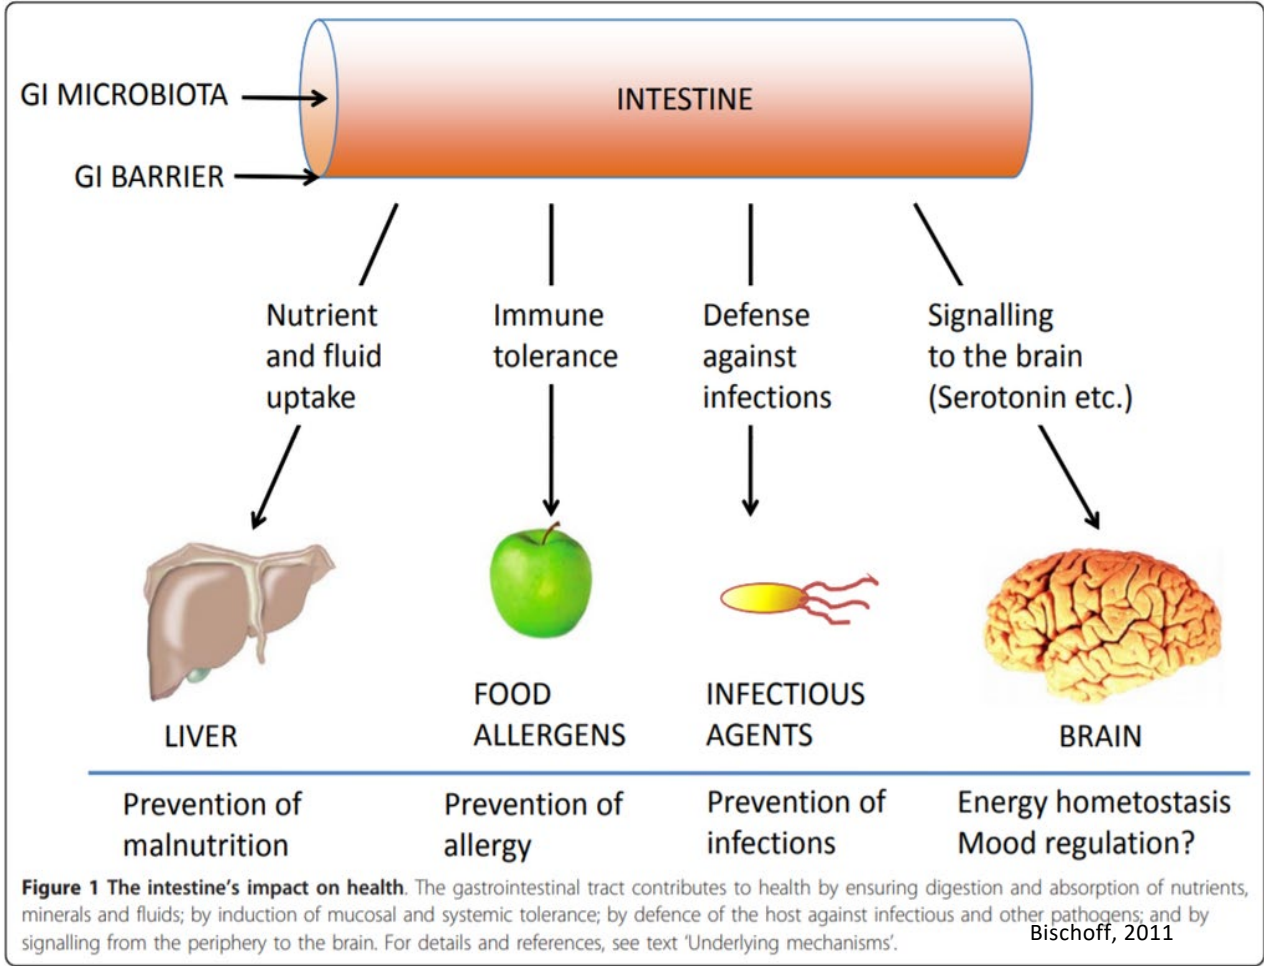 GI MICROBIOTA
INTESTINE
GI BARRIER
Nutrient
and fluid
uptake
Immune
tolerance
Defense
against
infections
Signalling
to the brain
(Serotonin etc.)
LIVER
FOOD
ALLERGENS
INFECTIOUS
AGENTS
BRAIN
Prevention of
malnutrition
Prevention of
allergy
Prevention of
infections
Energy hometostasis
Mood regulation?
Figure 1 The intestine's impact on health. The gastrointestinal tract contributes to health by ensuring digestion and absorption of nutrients,
minerals and fluids; by induction of mucosal and systemic tolerance; by defence of the host against infectious and other pathogens; and by
signalling from the periphery to the brain. For details and references, see text 'Underlying mechanisms'.
Bischoff, 2011